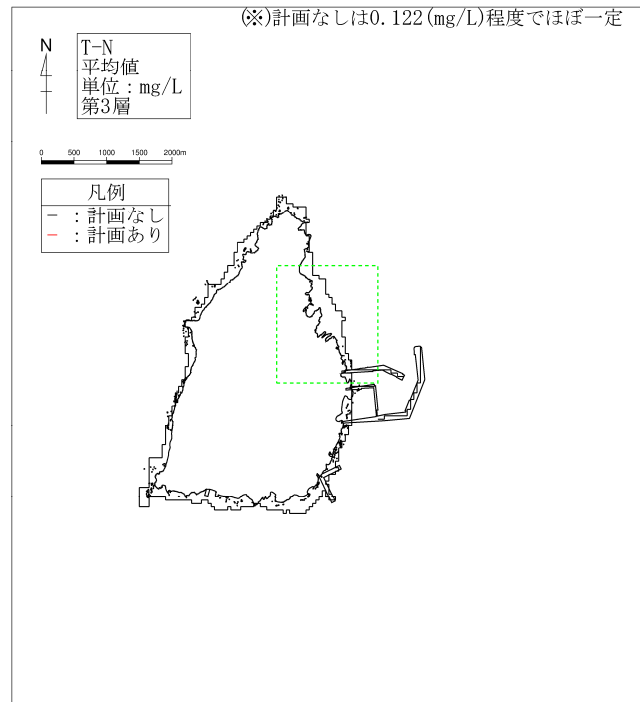 (※)計画なしは0.122(mg/L)程度でほぼ一定
N
T-N
平均値
単位：mg/L
第3層
0 500 1000 1500 2000m
凡例
－：計画なし
－：計画あり